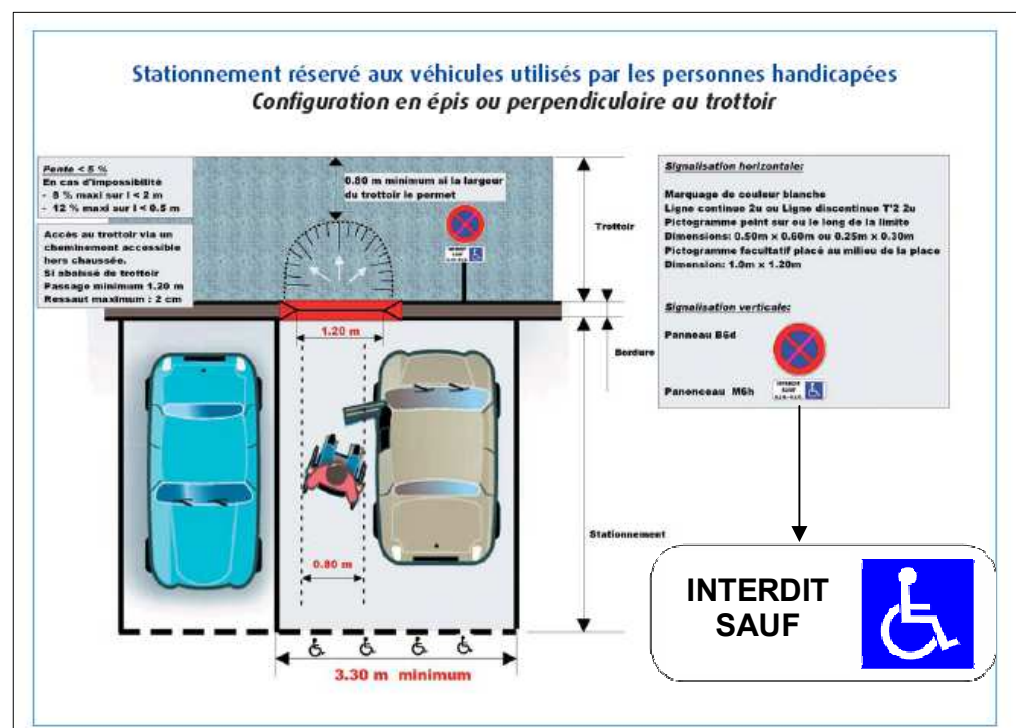 Stationnement réservé aux véhicules utilisés par les personnes handicapées
Configuration en épis ou perpendiculaire au trottoir
Pente < 5 %
En cas d'impossibilité
- 8 % maxi sur l < 2 m
- 12 % maxi sur l < 0.5 m
Accès au trottoir via un
cheminement accessible
hors chaussée.
Si abaissé de trottoir
Passage minimum 1.20 m
Ressaut maximum : 2 cm
0.80 m minimum si la largeur
du trottoir le permet
INTERDIT
SAUF
Trottoir
Bordure
Stationnement
1.20 m
0.80 m
3.30 m minimum
Signalisation horizontale:
Marquage de couleur blanche
Ligne continue 2u ou Ligne discontinue T'2 2u
Pictogramme peint sur ou le long de la limite
Dimensions: 0.50m x 0.60m ou 0.25m x 0.30m
Pictogramme facultatif placé au milieu de la place
Dimension: 1.0m x 1.20m
Signalisation verticale:
Panneau B6d
Panonceau M6h
INTERDIT
SAUF
INTERDIT
SAUF